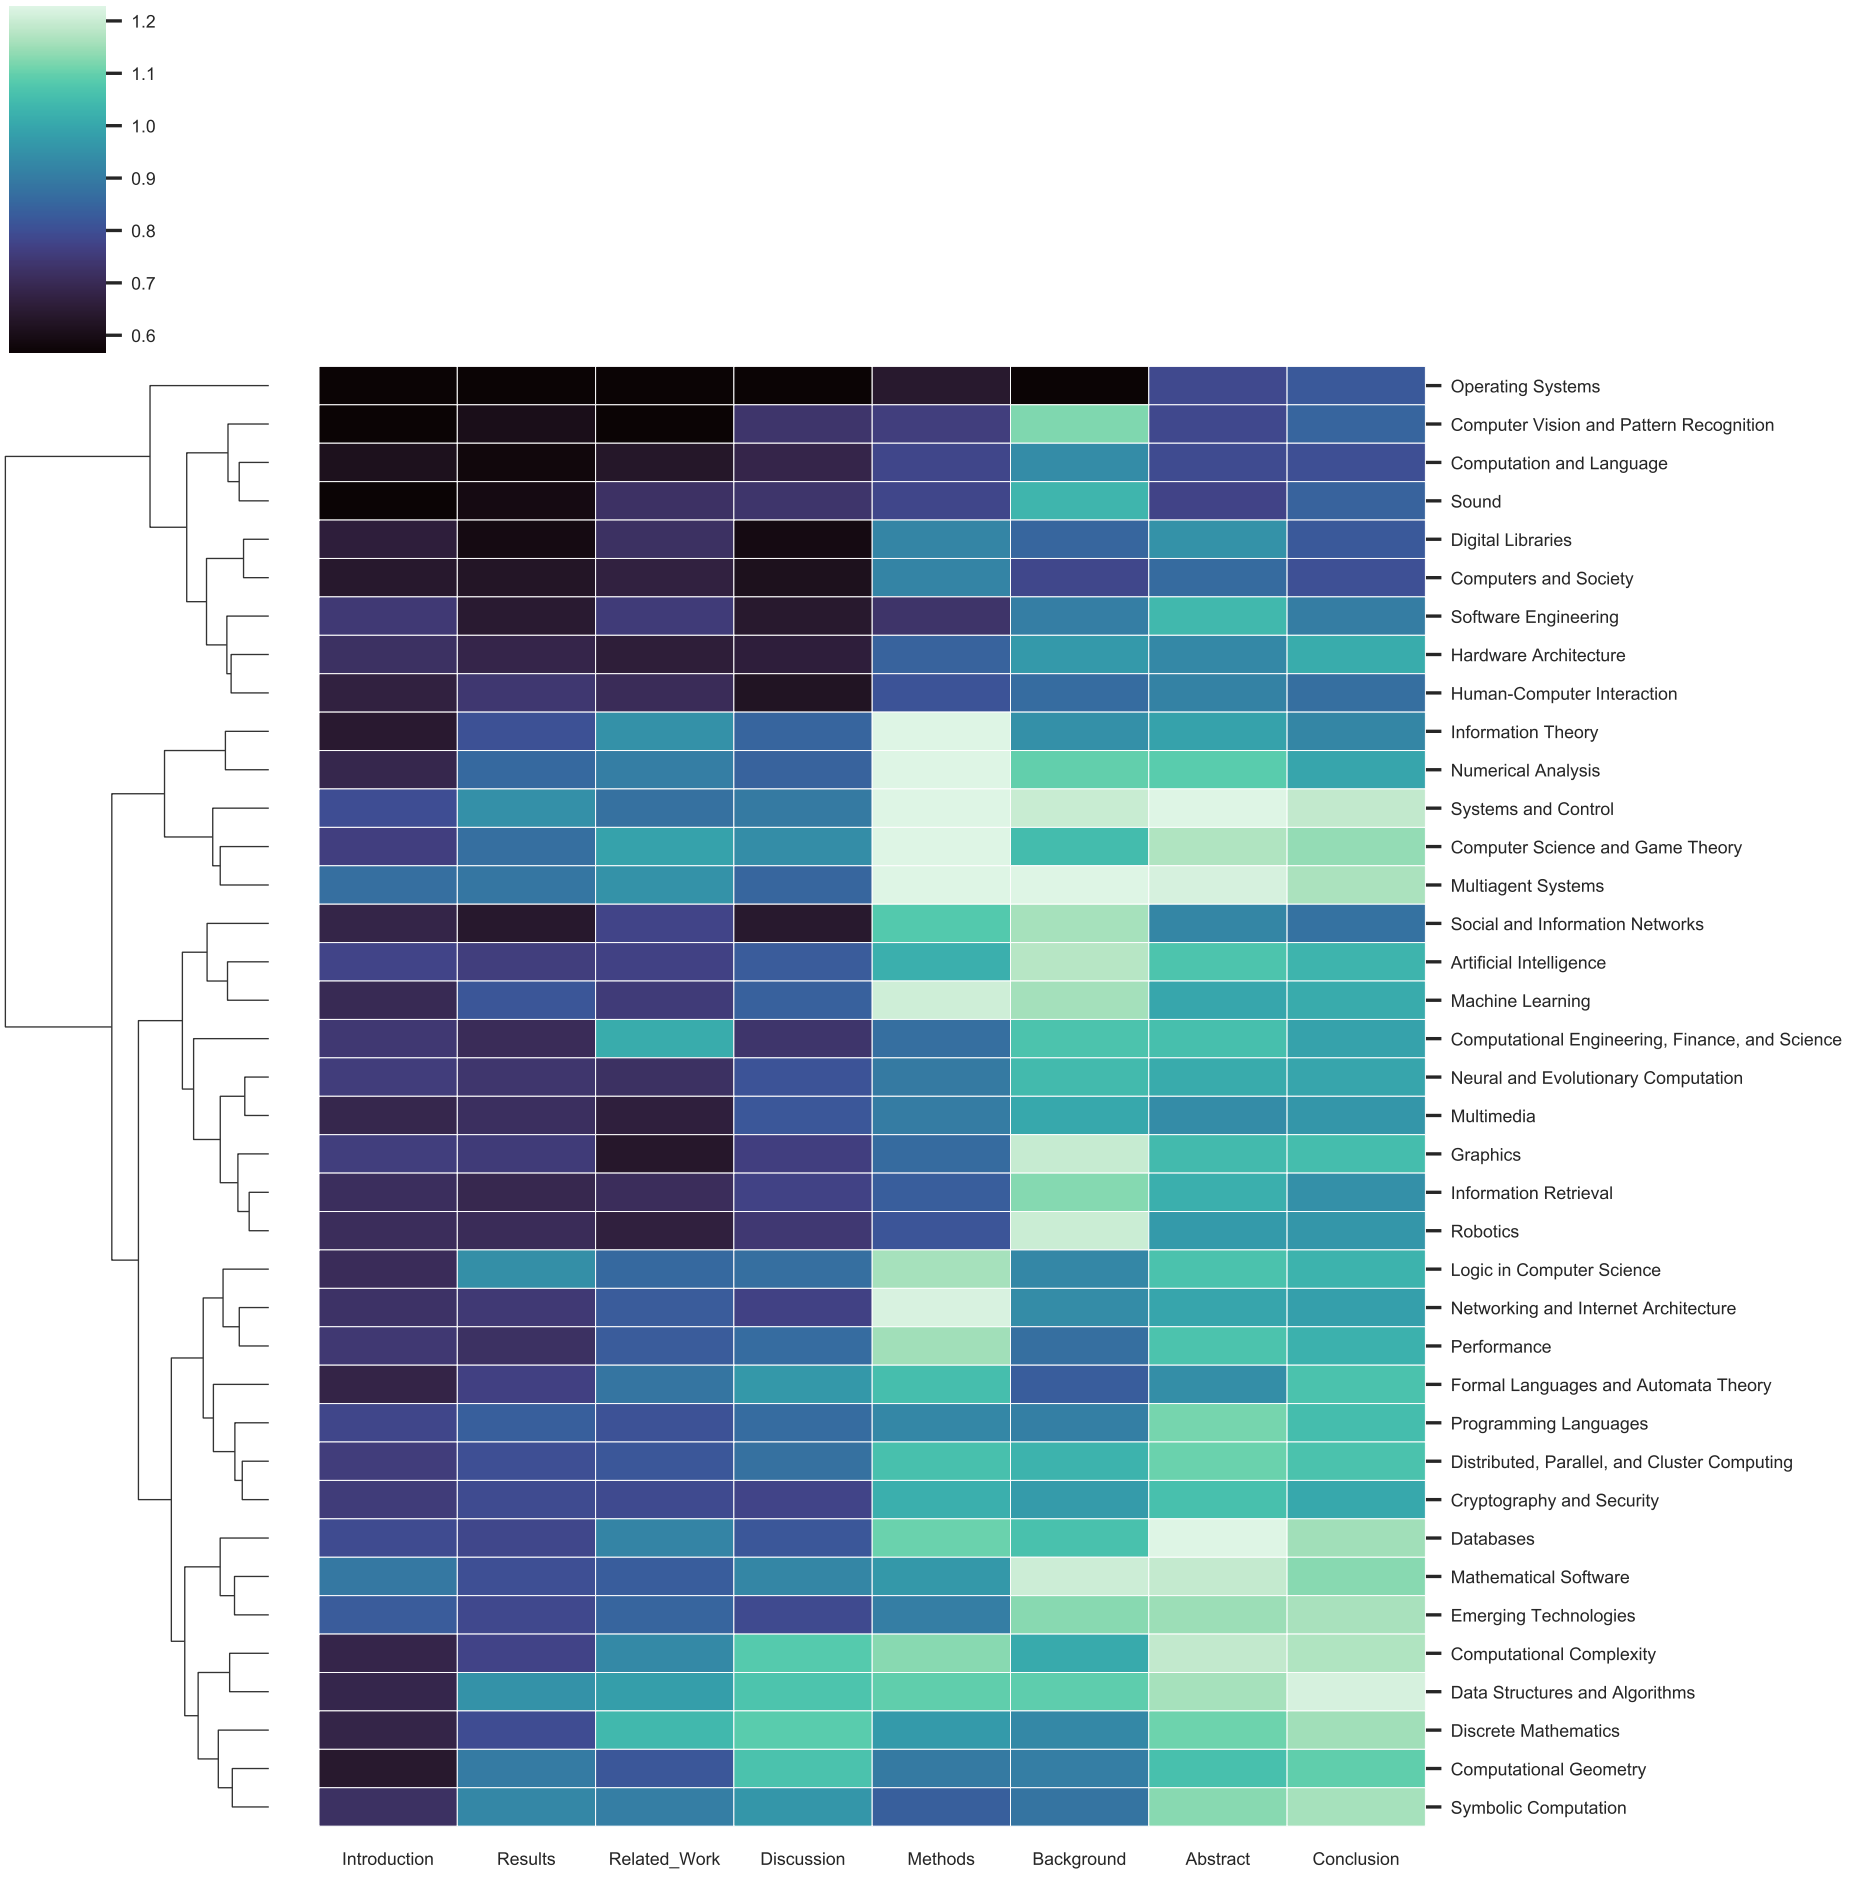 1.2
1.1
1.0
0.9
0.8
0.7
0.6
Operating Systems
Computer Vision and Pattern Recognition
Computation and Language
Sound
Digital Libraries
Computers and Society
Software Engineering
Hardware Architecture
Human-Computer Interaction
Information Theory
Numerical Analysis
Systems and Control
Computer Science and Game Theory
Multiagent Systems
Social and Information Networks
Artificial Intelligence
Machine Learning
Computational Engineering, Finance, and Science
Neural and Evolutionary Computation
Multimedia
Graphics
Information Retrieval
Robotics
Logic in Computer Science
Networking and Internet Architecture
Performance
Formal Languages and Automata Theory
Programming Languages
Distributed, Parallel, and Cluster Computing
Cryptography and Security
Databases
Mathematical Software
Emerging Technologies
Computational Complexity
Data Structures and Algorithms
Discrete Mathematics
Computational Geometry
Symbolic Computation
Introduction Results Related_Work Discussion Methods Background Abstract Conclusion